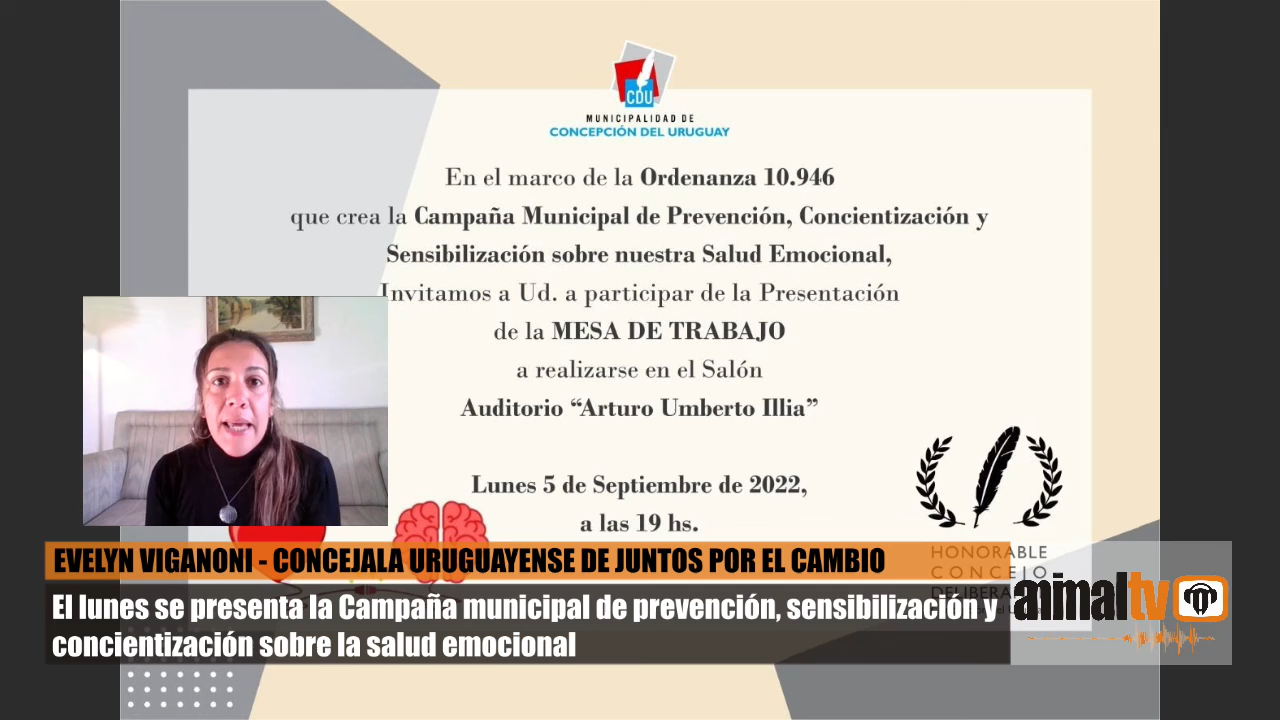 CDU
MUNICIPALIDAD DE
CONCEPCIÓN DEL URUGUAY
En el marco de la Ordenanza 10.946
que crea la Campaña Municipal de Prevención, Concientización y
Sensibilización sobre nuestra Salud Emocional,
Invitamos a Ud. a participar de la Presentación
de la MESA DE TRABAJO
a realizarse en el Salón
Auditorio “Arturo Umberto Illia”
Lunes 5 de Septiembre de 2022,
a las 19 hs.
HONORABLE
CONCEJO
EVELYN VIGANONI - CONCEJALA URUGUAYENSE DE JUNTOS POR EL CAMBIO
El lunes se presenta la Campaña municipal de prevención, sensibilización y
concientización sobre la salud emocional
animaltv